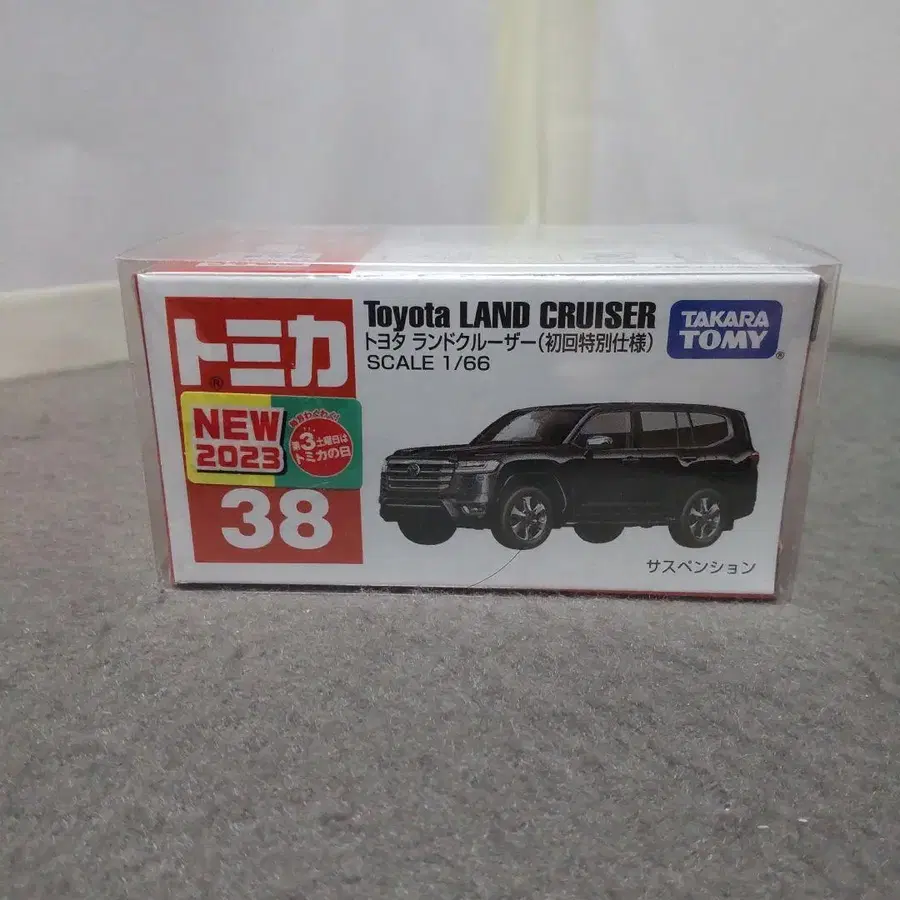 Toyota LAND CRUISER
トヨタ ランドクルーザー(初回特別仕様)
SCALE 1/66
TAKARA
TOMY
®
トミカ
®
NEW
2023
第3土曜日は
トミカの日
38
サスペンション